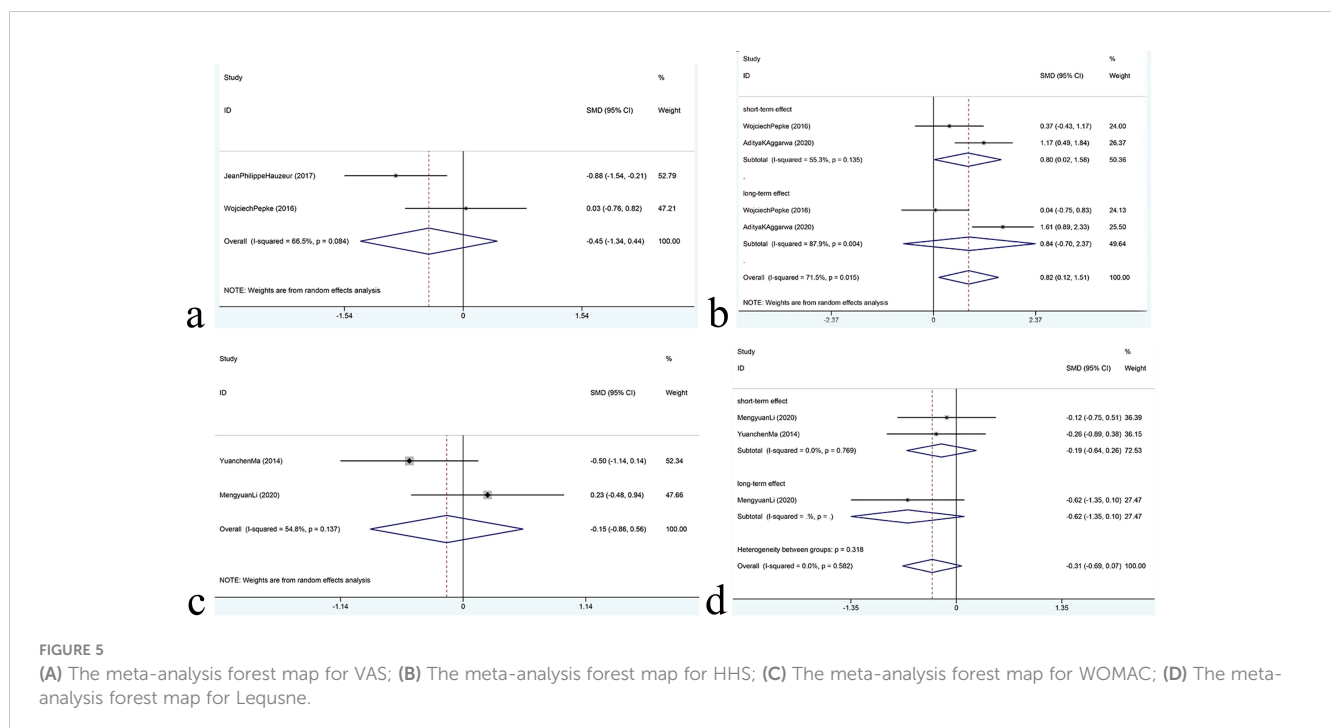 Study %
ID SMD (95% CI) Weight
JeanPhilippeHauzeur (2017) -0.88 (-1.54, -0.21) 52.79
WojciechPepke (2016) 0.03 (-0.76, 0.82) 47.21
Overall (I-squared = 66.5%, p = 0.084) -0.45 (-1.34, 0.44) 100.00
NOTE: Weights are from random effects analysis
-1.54 0 1.54
a
Study %
ID SMD (95% CI) Weight
short-term effect
WojciechPepke (2016) 0.37 (-0.43, 1.17) 24.00
AdityaKAggarwa (2020) 1.17 (0.49, 1.84) 26.37
Subtotal (I-squared = 55.3%, p = 0.135) 0.80 (0.02, 1.58) 50.36
.
long-term effect
WojciechPepke (2016) 0.04 (-0.75, 0.83) 24.13
AdityaKAggarwa (2020) 1.61 (0.89, 2.33) 25.50
Subtotal (I-squared = 87.9%, p = 0.004) 0.84 (-0.70, 2.37) 49.64
.
Overall (I-squared = 71.5%, p = 0.015) 0.82 (0.12, 1.51) 100.00
NOTE: Weights are from random effects analysis
-2.37 0 2.37
b
Study %
ID SMD (95% CI) Weight
YuanchenMa (2014) -0.50 (-1.14, 0.14) 52.34
MengyuanLi (2020) 0.23 (-0.48, 0.94) 47.66
Overall (I-squared = 54.8%, p = 0.137) -0.15 (-0.86, 0.56) 100.00
NOTE: Weights are from random effects analysis
-1.14 0 1.14
c
Study %
ID SMD (95% CI) Weight
short-term effect
MengyuanLi (2020) -0.12 (-0.75, 0.51) 36.39
YuanchenMa (2014) -0.26 (-0.89, 0.38) 36.15
Subtotal (I-squared = 0.0%, p = 0.769) -0.19 (-0.64, 0.26) 72.53
.
long-term effect
MengyuanLi (2020) -0.62 (-1.35, 0.10) 27.47
Subtotal (I-squared = .%, p = .) -0.62 (-1.35, 0.10) 27.47
.
Heterogeneity between groups: p = 0.318
Overall (I-squared = 0.0%, p = 0.582) -0.31 (-0.69, 0.07) 100.00
-1.35 0 1.35
d
FIGURE 5
(A) The meta-analysis forest map for VAS; (B) The meta-analysis forest map for HHS; (C) The meta-analysis forest map for WOMAC; (D) The meta-
analysis forest map for Lequsne.